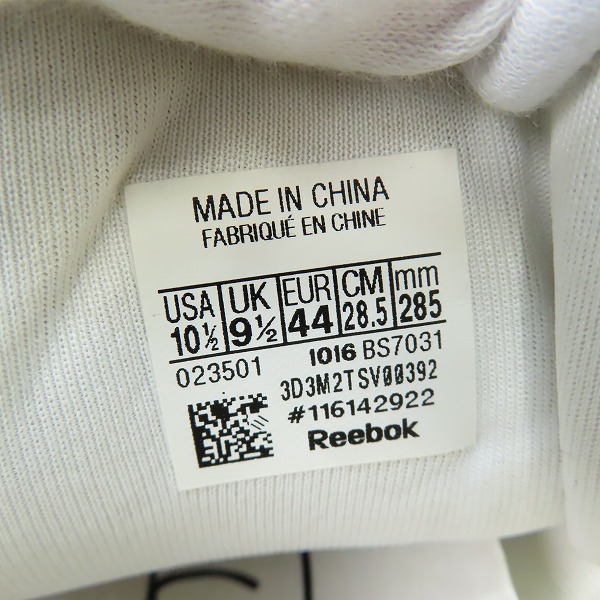 MADE IN CHINA
FABRIQUÉ EN CHINE
USA UK EUR CM mm
10½ 9½ 44 28.5 285
023501 1016 BS7031
3D3M2TSV00392
#116142922
Reebok